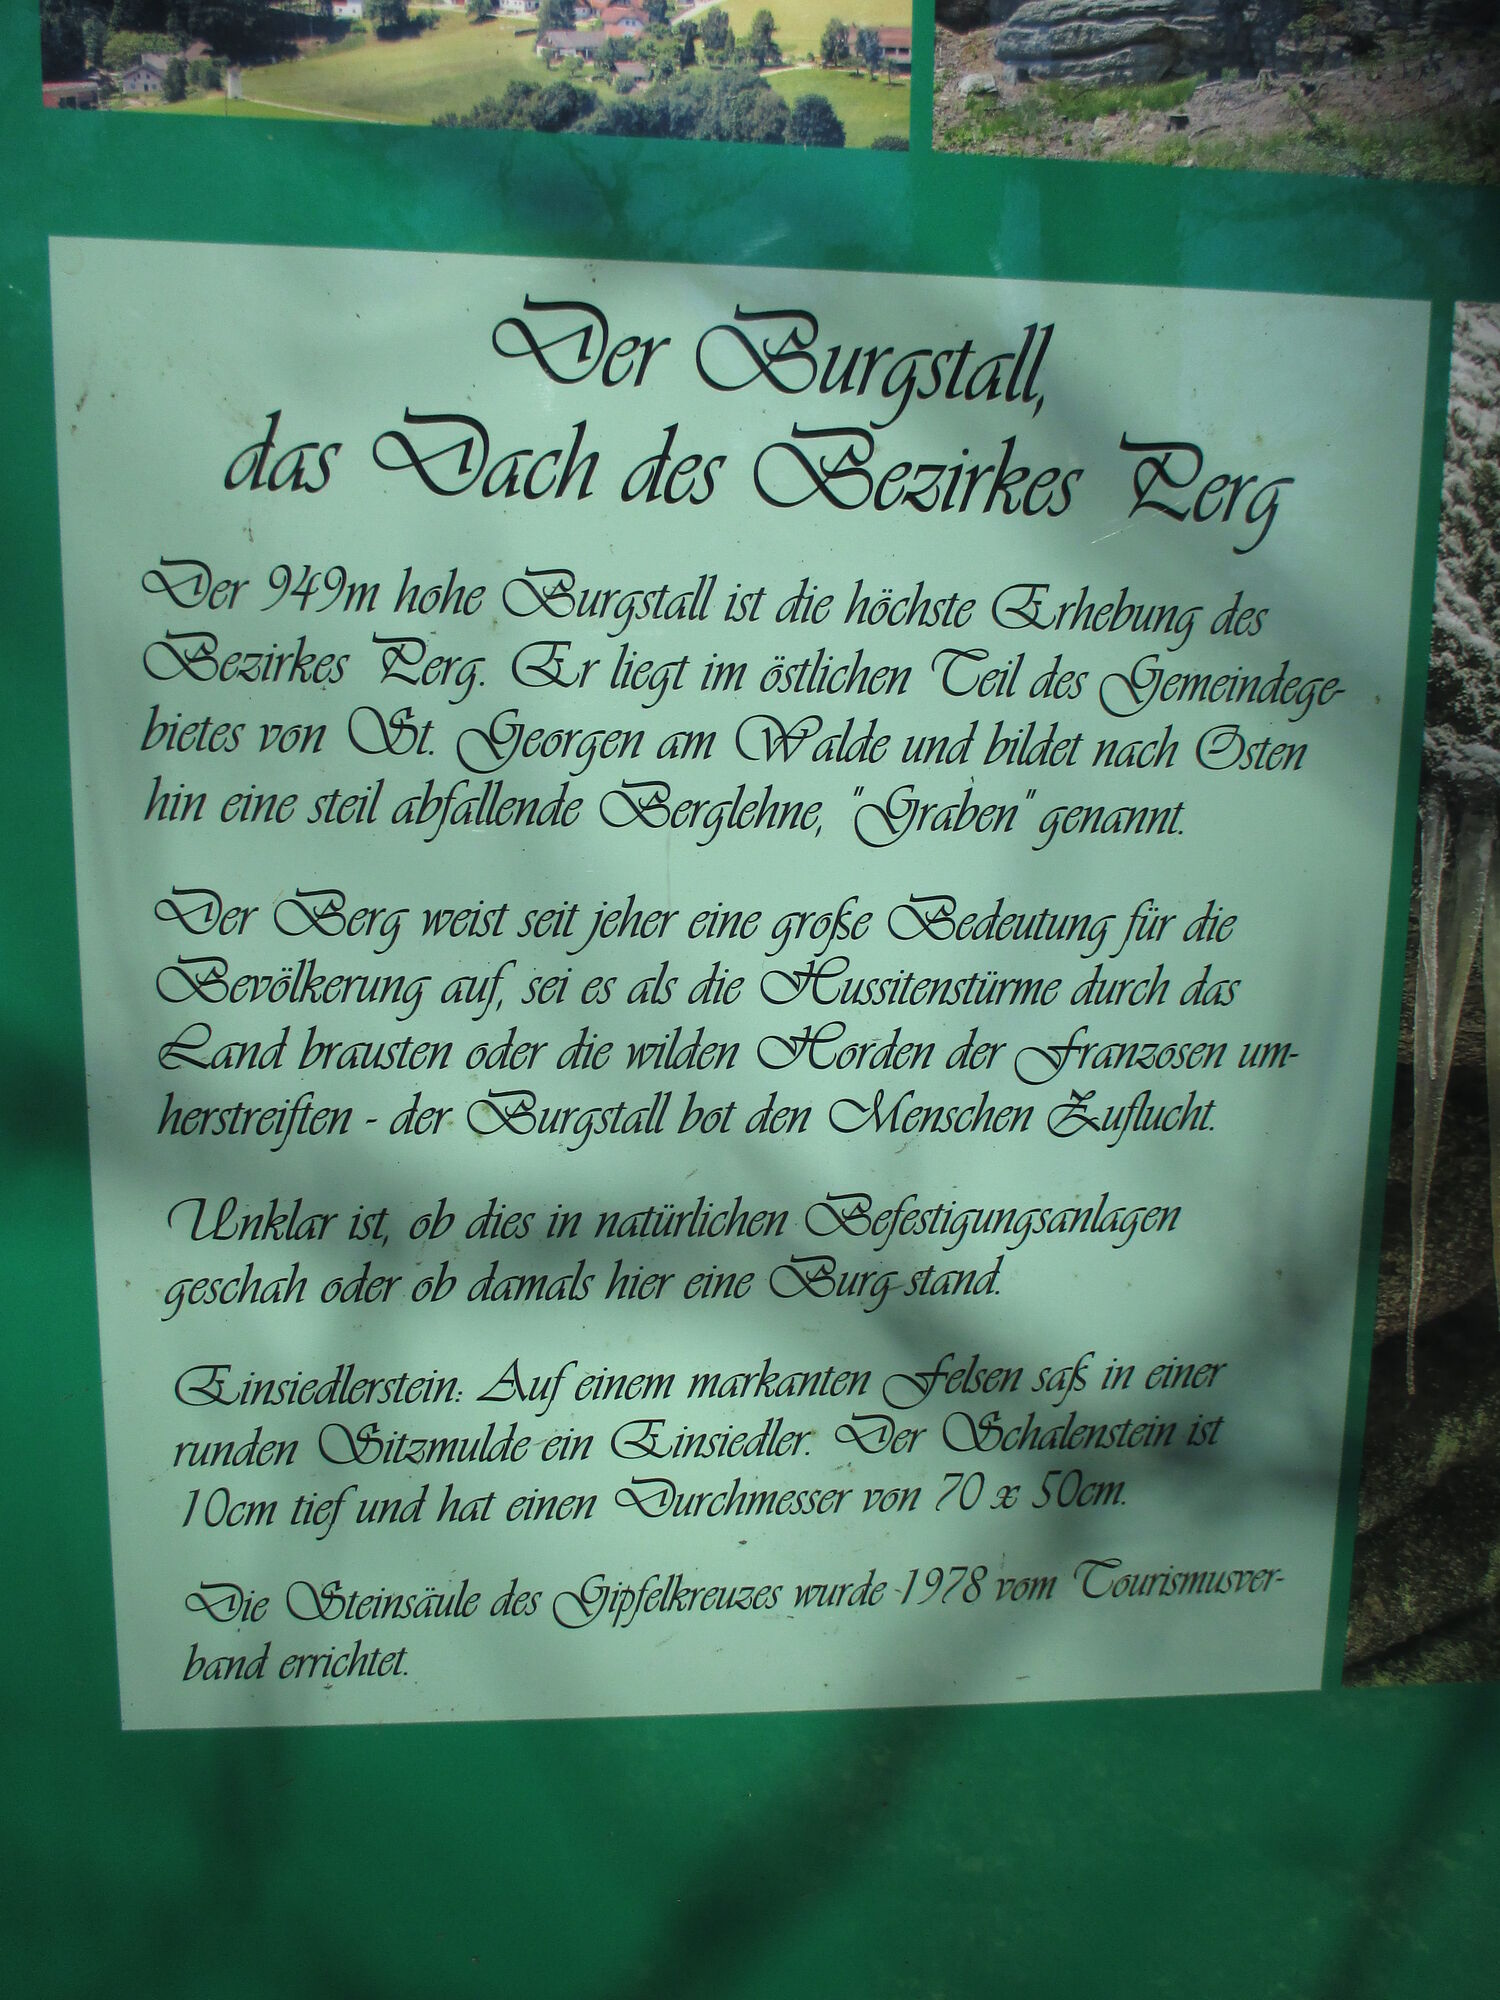 Der Burgstall,
das Dach des Bezirkes Perg
Der 949m hohe Burgstall ist die höchste Erhebung des
Bezirkes Perg. Er liegt im östlichen Teil des Gemeindege-
bietes von St. Georgen am Walde und bildet nach Osten
hin eine steil abfallende Berglehne, "Graben" genannt.
Der Berg weist seit jeher eine große Bedeutung für die
Bevölkerung auf, sei es als die Hussitenstürme durch das
Land brausten oder die wilden Horden der Franzosen um-
herstreiften - der Burgstall bot den Menschen Zuflucht.
Unklar ist, ob dies in natürlichen Befestigungsanlagen
geschah oder ob damals hier eine Burg stand.
Einsiedlerstein: Auf einem markanten Felsen saß in einer
runden Sitzmulde ein Einsiedler. Der Schalenstein ist
10cm tief und hat einen Durchmesser von 70 x 50cm.
Die Steinsäule des Gipfelkreuzes wurde 1978 vom Tourismusver-
band errichtet.